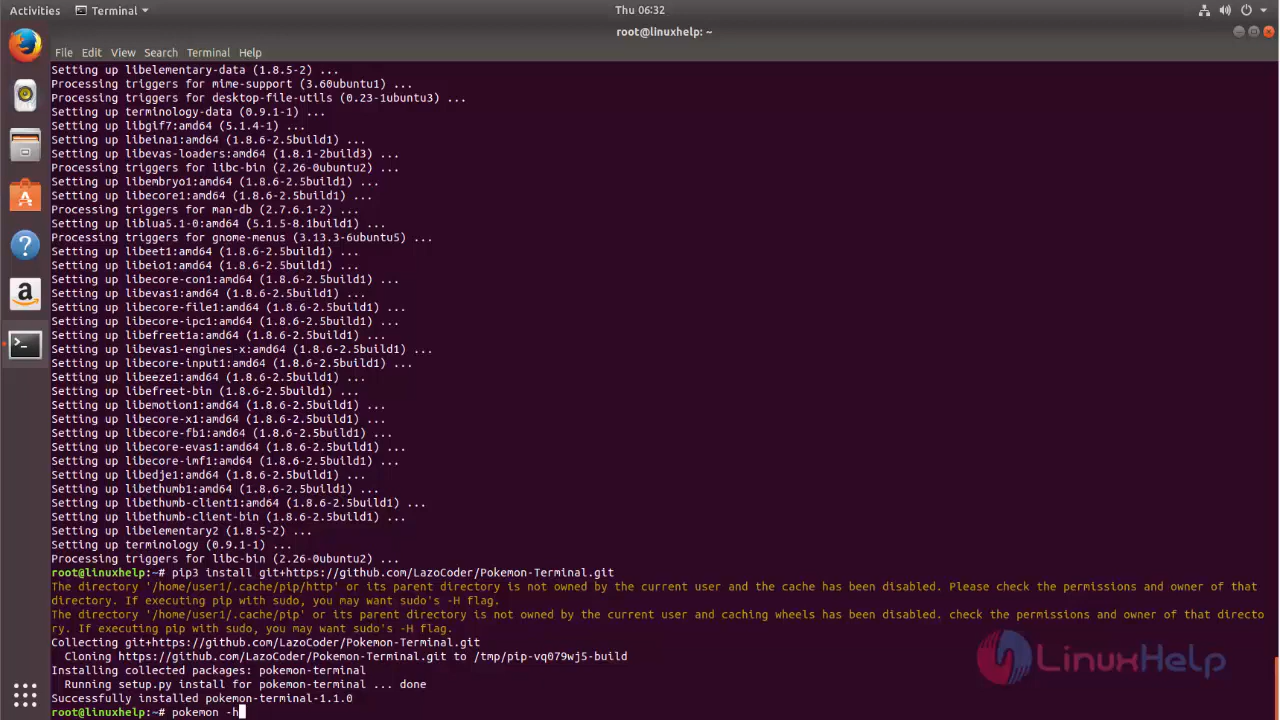 Activities Terminal Thu 06:32
root@linuxhelp: ~
File Edit View Search Terminal Help
Setting up libelementary-data (1.8.5-2) ...
Processing triggers for mime-support (3.60ubuntu1) ...
Processing triggers for desktop-file-utils (0.23-1ubuntu3) ...
Setting up terminology-data (0.9.1-1) ...
Setting up libgif7:amd64 (5.1.4-1) ...
Setting up libeina1:amd64 (1.8.6-2.5build1) ...
Setting up libevas-loaders:amd64 (1.8.1-2build3) ...
Processing triggers for libc-bin (2.26-0ubuntu2) ...
Setting up libembryo1:amd64 (1.8.6-2.5build1) ...
Setting up libecore1:amd64 (1.8.6-2.5build1) ...
Processing triggers for man-db (2.7.6.1-2) ...
Setting up liblua5.1-0:amd64 (5.1.5-8.1build1) ...
Processing triggers for gnome-menus (3.13.3-6ubuntu5) ...
Setting up libeet1:amd64 (1.8.6-2.5build1) ...
Setting up libeio1:amd64 (1.8.6-2.5build1) ...
Setting up libecore-con1:amd64 (1.8.6-2.5build1) ...
Setting up libevas1:amd64 (1.8.6-2.5build1) ...
Setting up libecore-file1:amd64 (1.8.6-2.5build1) ...
Setting up libecore-ipc1:amd64 (1.8.6-2.5build1) ...
Setting up libefreet1a:amd64 (1.8.6-2.5build1) ...
Setting up libevas1-engines-x:amd64 (1.8.6-2.5build1) ...
Setting up libecore-input1:amd64 (1.8.6-2.5build1) ...
Setting up libeeze1:amd64 (1.8.6-2.5build1) ...
Setting up libefreet-bin (1.8.6-2.5build1) ...
Setting up libemotion1:amd64 (1.8.6-2.5build1) ...
Setting up libecore-x1:amd64 (1.8.6-2.5build1) ...
Setting up libecore-fb1:amd64 (1.8.6-2.5build1) ...
Setting up libecore-evas1:amd64 (1.8.6-2.5build1) ...
Setting up libecore-imf1:amd64 (1.8.6-2.5build1) ...
Setting up libedje1:amd64 (1.8.6-2.5build1) ...
Setting up libethumb1:amd64 (1.8.6-2.5build1) ...
Setting up libethumb-client1:amd64 (1.8.6-2.5build1) ...
Setting up libethumb-client-bin (1.8.6-2.5build1) ...
Setting up libelementary2 (1.8.5-2) ...
Setting up terminology (0.9.1-1) ...
Processing triggers for libc-bin (2.26-0ubuntu2) ...
root@linuxhelp:~# pip3 install git+https://github.com/LazoCoder/Pokemon-Terminal.git
The directory '/home/user1/.cache/pip/http' or its parent directory is not owned by the current user and the cache has been disabled. Please check the permissions and owner of that
directory. If executing pip with sudo, you may want sudo's -H flag.
The directory '/home/user1/.cache/pip' or its parent directory is not owned by the current user and caching wheels has been disabled. check the permissions and owner of that directo
ry. If executing pip with sudo, you may want sudo's -H flag.
Collecting git+https://github.com/LazoCoder/Pokemon-Terminal.git
Cloning https://github.com/LazoCoder/Pokemon-Terminal.git to /tmp/pip-vq079wj5-build
Installing collected packages: pokemon-terminal
Running setup.py install for pokemon-terminal ... done
Successfully installed pokemon-terminal-1.1.0
root@linuxhelp:~# pokemon -h
LinuxHelp